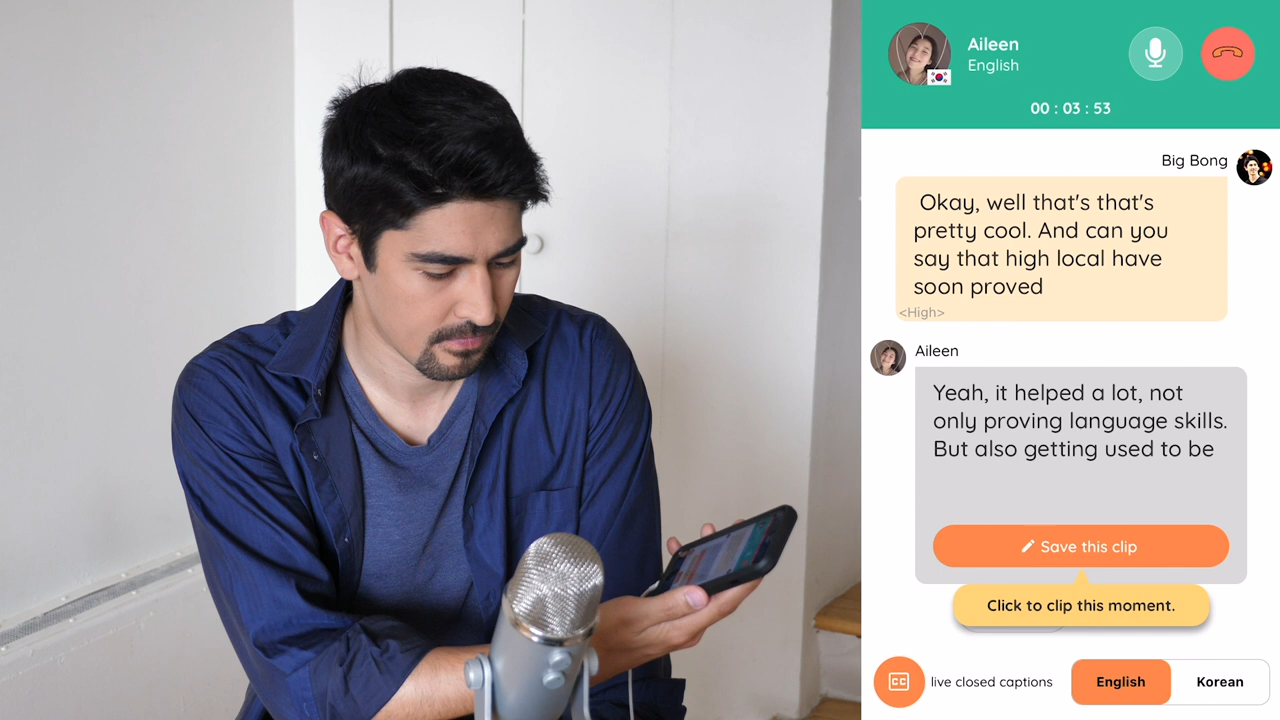 Aileen
English
00 : 03 : 53
Big Bong
Okay, well that's that's
pretty cool. And can you
say that high local have
soon proved
<High>
Aileen
Yeah, it helped a lot, not
only proving language skills.
But also getting used to be
Save this clip
Click to clip this moment.
CC
live closed captions
English
Korean